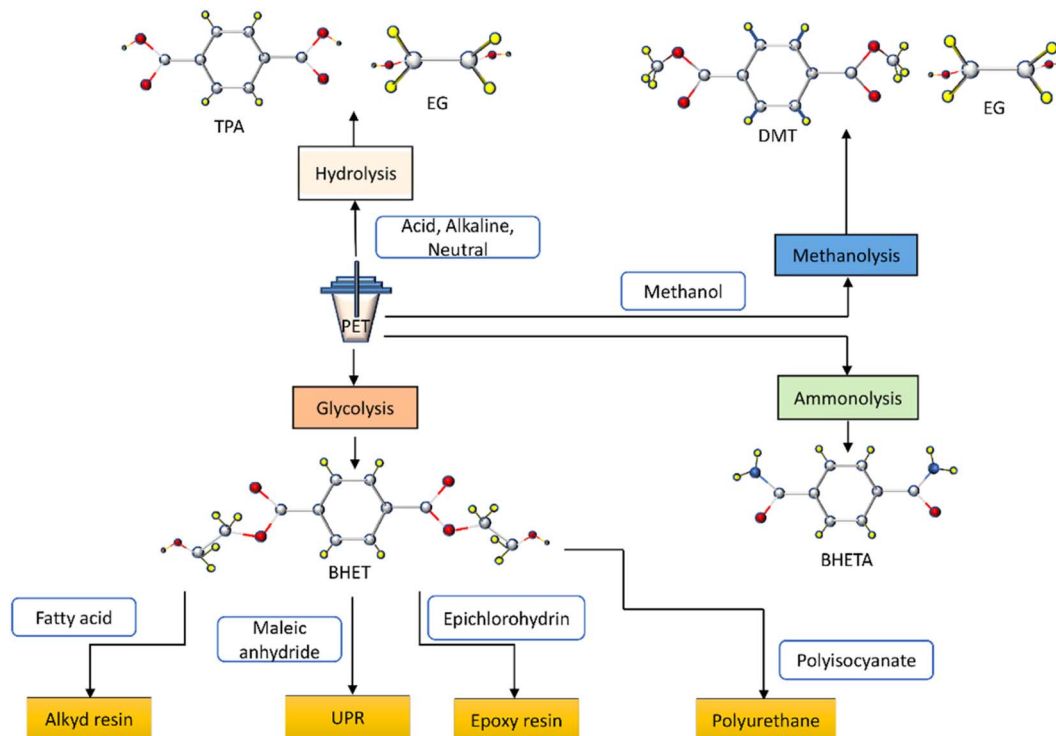 TPA
EG
DMT
EG
Hydrolysis
Acid, Alkaline,
Neutral
Methanolysis
Methanol
PET
Glycolysis
Ammonolysis
BHET
BHETA
Fatty acid
Maleic
anhydride
Epichlorohydrin
Polyisocyanate
Alkyd resin
UPR
Epoxy resin
Polyurethane